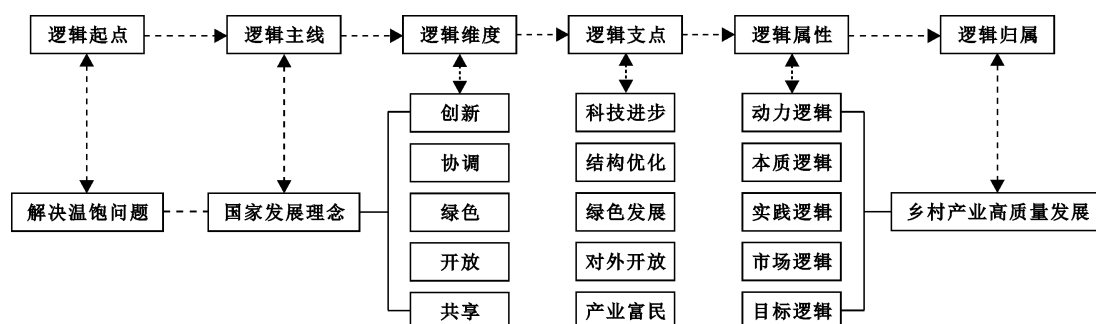 逻辑起点 逻辑主线 逻辑维度 逻辑支点 逻辑属性 逻辑归属
创新 科技进步 动力逻辑
协调 结构优化 本质逻辑
解决温饱问题 国家发展理念 绿色 绿色发展 实践逻辑 乡村产业高质量发展
开放 对外开放 市场逻辑
共享 产业富民 目标逻辑